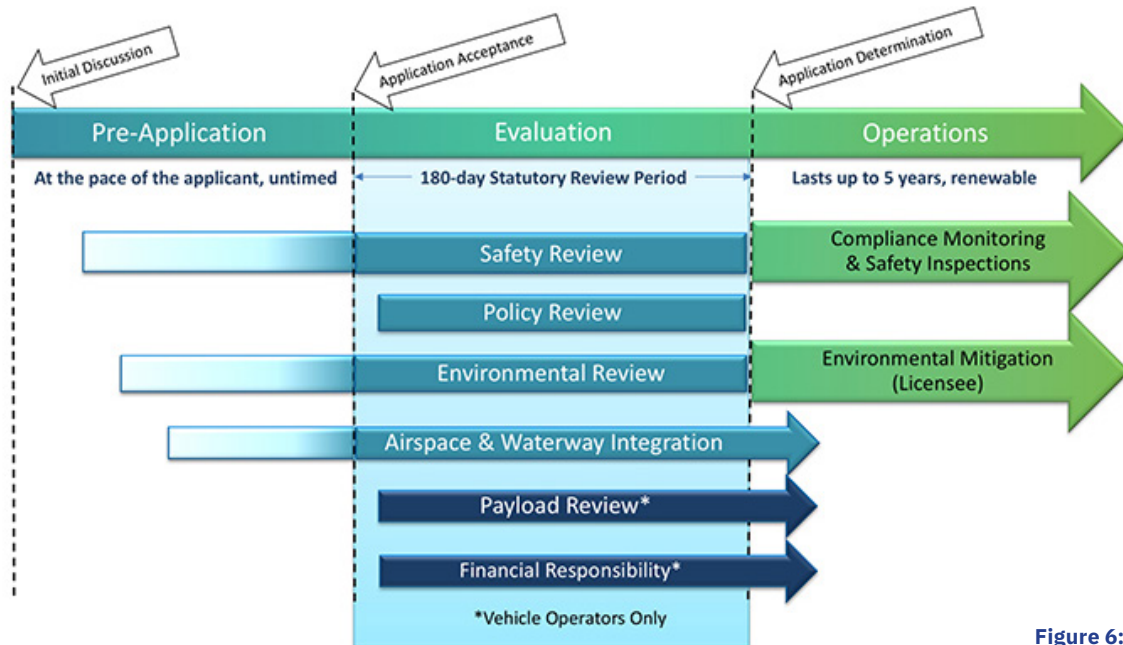 Initial Discussion
Application Acceptance
Application Determination
Pre-Application
Evaluation
Operations
At the pace of the applicant, untimed
180-day Statutory Review Period
Lasts up to 5 years, renewable
Safety Review
Compliance Monitoring
& Safety Inspections
Policy Review
Environmental Review
Environmental Mitigation
(Licensee)
Airspace & Waterway Integration
Payload Review*
Financial Responsibility*
*Vehicle Operators Only
Figure 6: